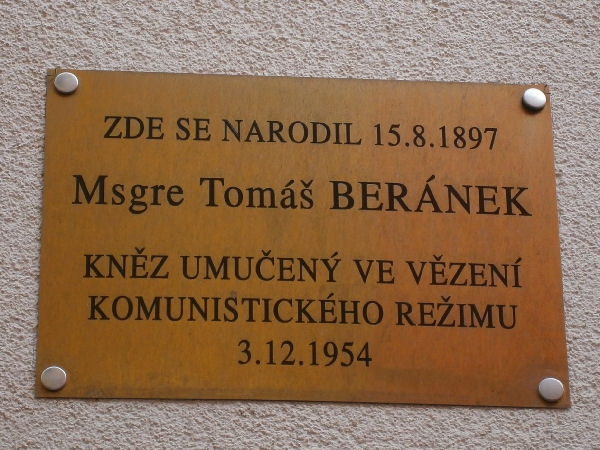 ZDE SE NARODIL 15.8.1897
Msgre Tomáš BERÁNEK
KNĚZ UMUČENÝ VE VĚZENÍ
KOMUNISTICKÉHO REŽIMU
3.12.1954